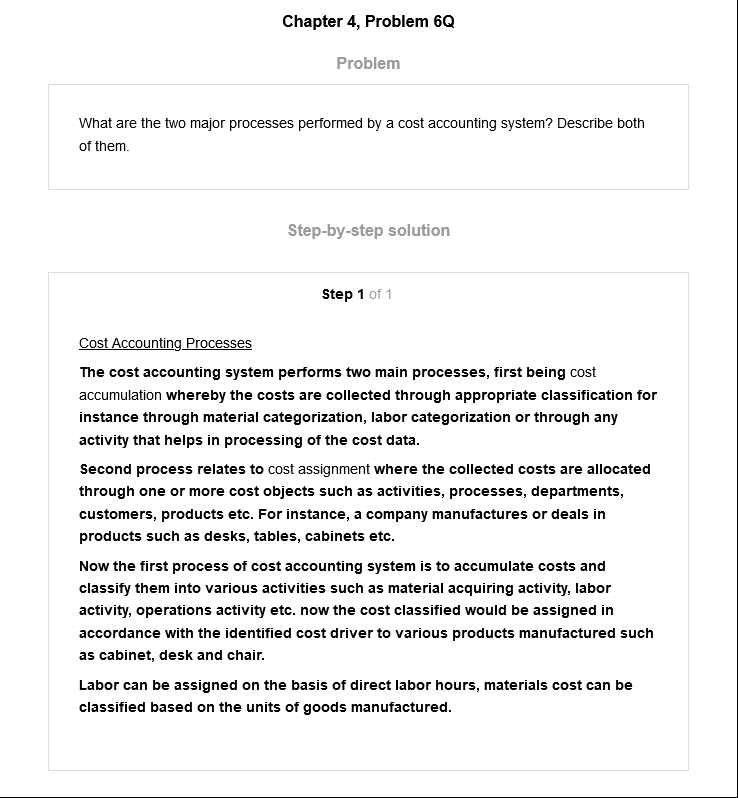 Chapter 4, Problem 6Q
Problem
What are the two major processes performed by a cost accounting system? Describe both
of them.
Step-by-step solution
Step 1 of 1
Cost Accounting Processes
The cost accounting system performs two main processes, first being cost
accumulation whereby the costs are collected through appropriate classification for
instance through material categorization, labor categorization or through any
activity that helps in processing of the cost data.
Second process relates to cost assignment where the collected costs are allocated
through one or more cost objects such as activities, processes, departments,
customers, products etc. For instance, a company manufactures or deals in
products such as desks, tables, cabinets etc.
Now the first process of cost accounting system is to accumulate costs and
classify them into various activities such as material acquiring activity, labor
activity, operations activity etc. now the cost classified would be assigned in
accordance with the identified cost driver to various products manufactured such
as cabinet, desk and chair.
Labor can be assigned on the basis of direct labor hours, materials cost can be
classified based on the units of goods manufactured.